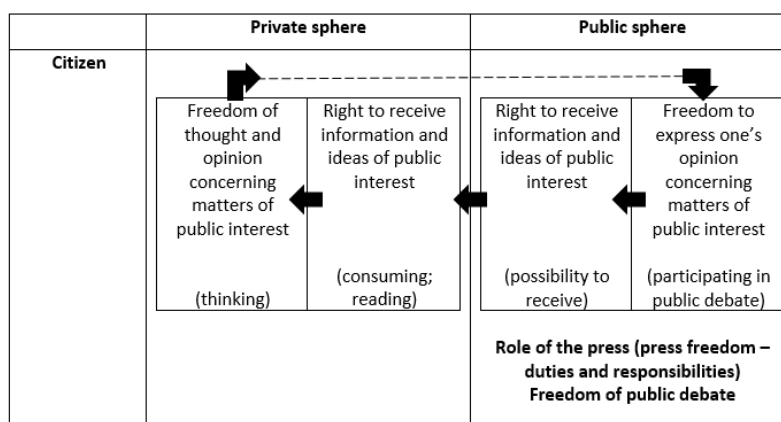 Private sphere
Public sphere
Citizen
Freedom of
thought and
opinion
concerning
matters of
public interest
(thinking)
Right to receive
information and
ideas of public
interest
(consuming;
reading)
Right to receive
information and
ideas of public
interest
(possibility to
receive)
Freedom to
express one’s
opinion
concerning
matters of
public interest
(participating in
public debate)
Role of the press (press freedom –
duties and responsibilities)
Freedom of public debate